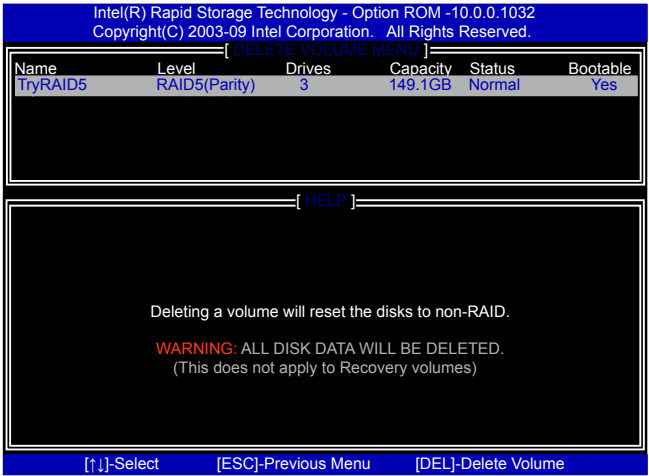 Intel(R) Rapid Storage Technology - Option ROM -10.0.0.1032
Copyright(C) 2003-09 Intel Corporation. All Rights Reserved.
[ DELETE VOLUME MENU ]
Name Level Drives Capacity Status Bootable
TryRAID5 RAID5(Parity) 3 149.1GB Normal Yes
[ HELP ]
Deleting a volume will reset the disks to non-RAID.
WARNING: ALL DISK DATA WILL BE DELETED.
(This does not apply to Recovery volumes)
[↑↓]-Select [ESC]-Previous Menu [DEL]-Delete Volume